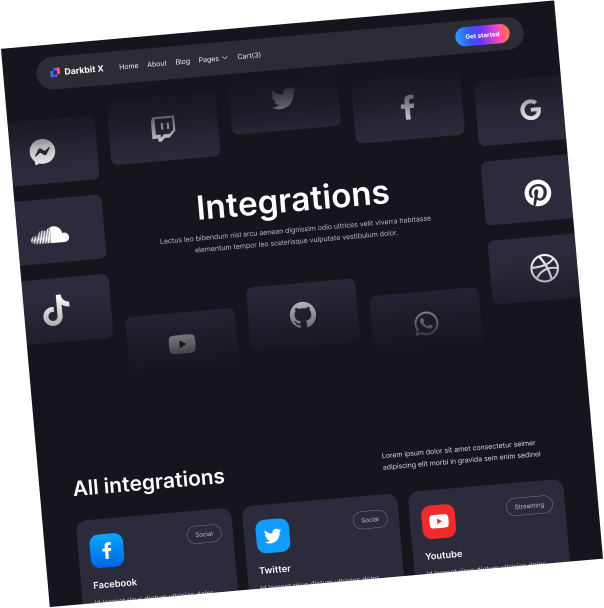 Darkbit X
Home About Blog Pages Cart(3)
Get started
Integrations
Lectus leo bibendum nisl arcu aenean dignissim odio ultrices velit viverra habitasse
elementum tempor leo scelerisque vulputate vestibulum dolor.
All integrations
Lorem ipsum dolor sit amet consectetur selmer
adipiscing elit morbi in gravida sem enim sedinel
Social
Facebook
Social
Twitter
Streaming
Youtube